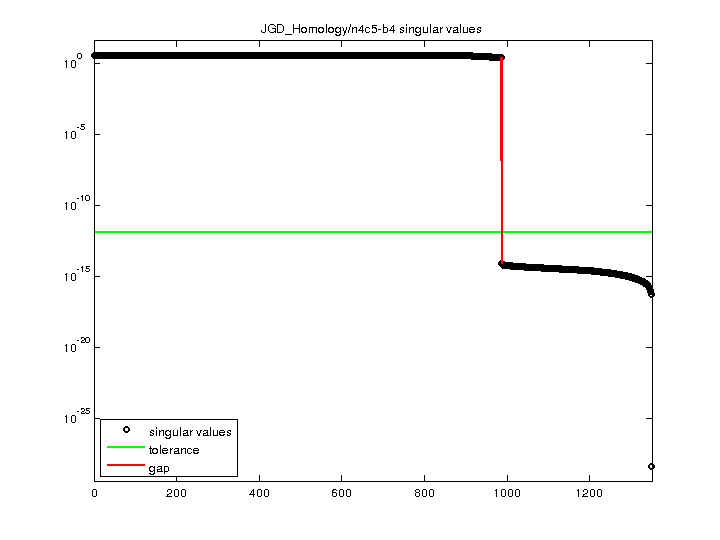 JGD_Homology/n4c5-b4 singular values
10^0
10^-5
10^-10
10^-15
10^-20
10^-25
singular values
tolerance
gap
0 200 400 600 800 1000 1200